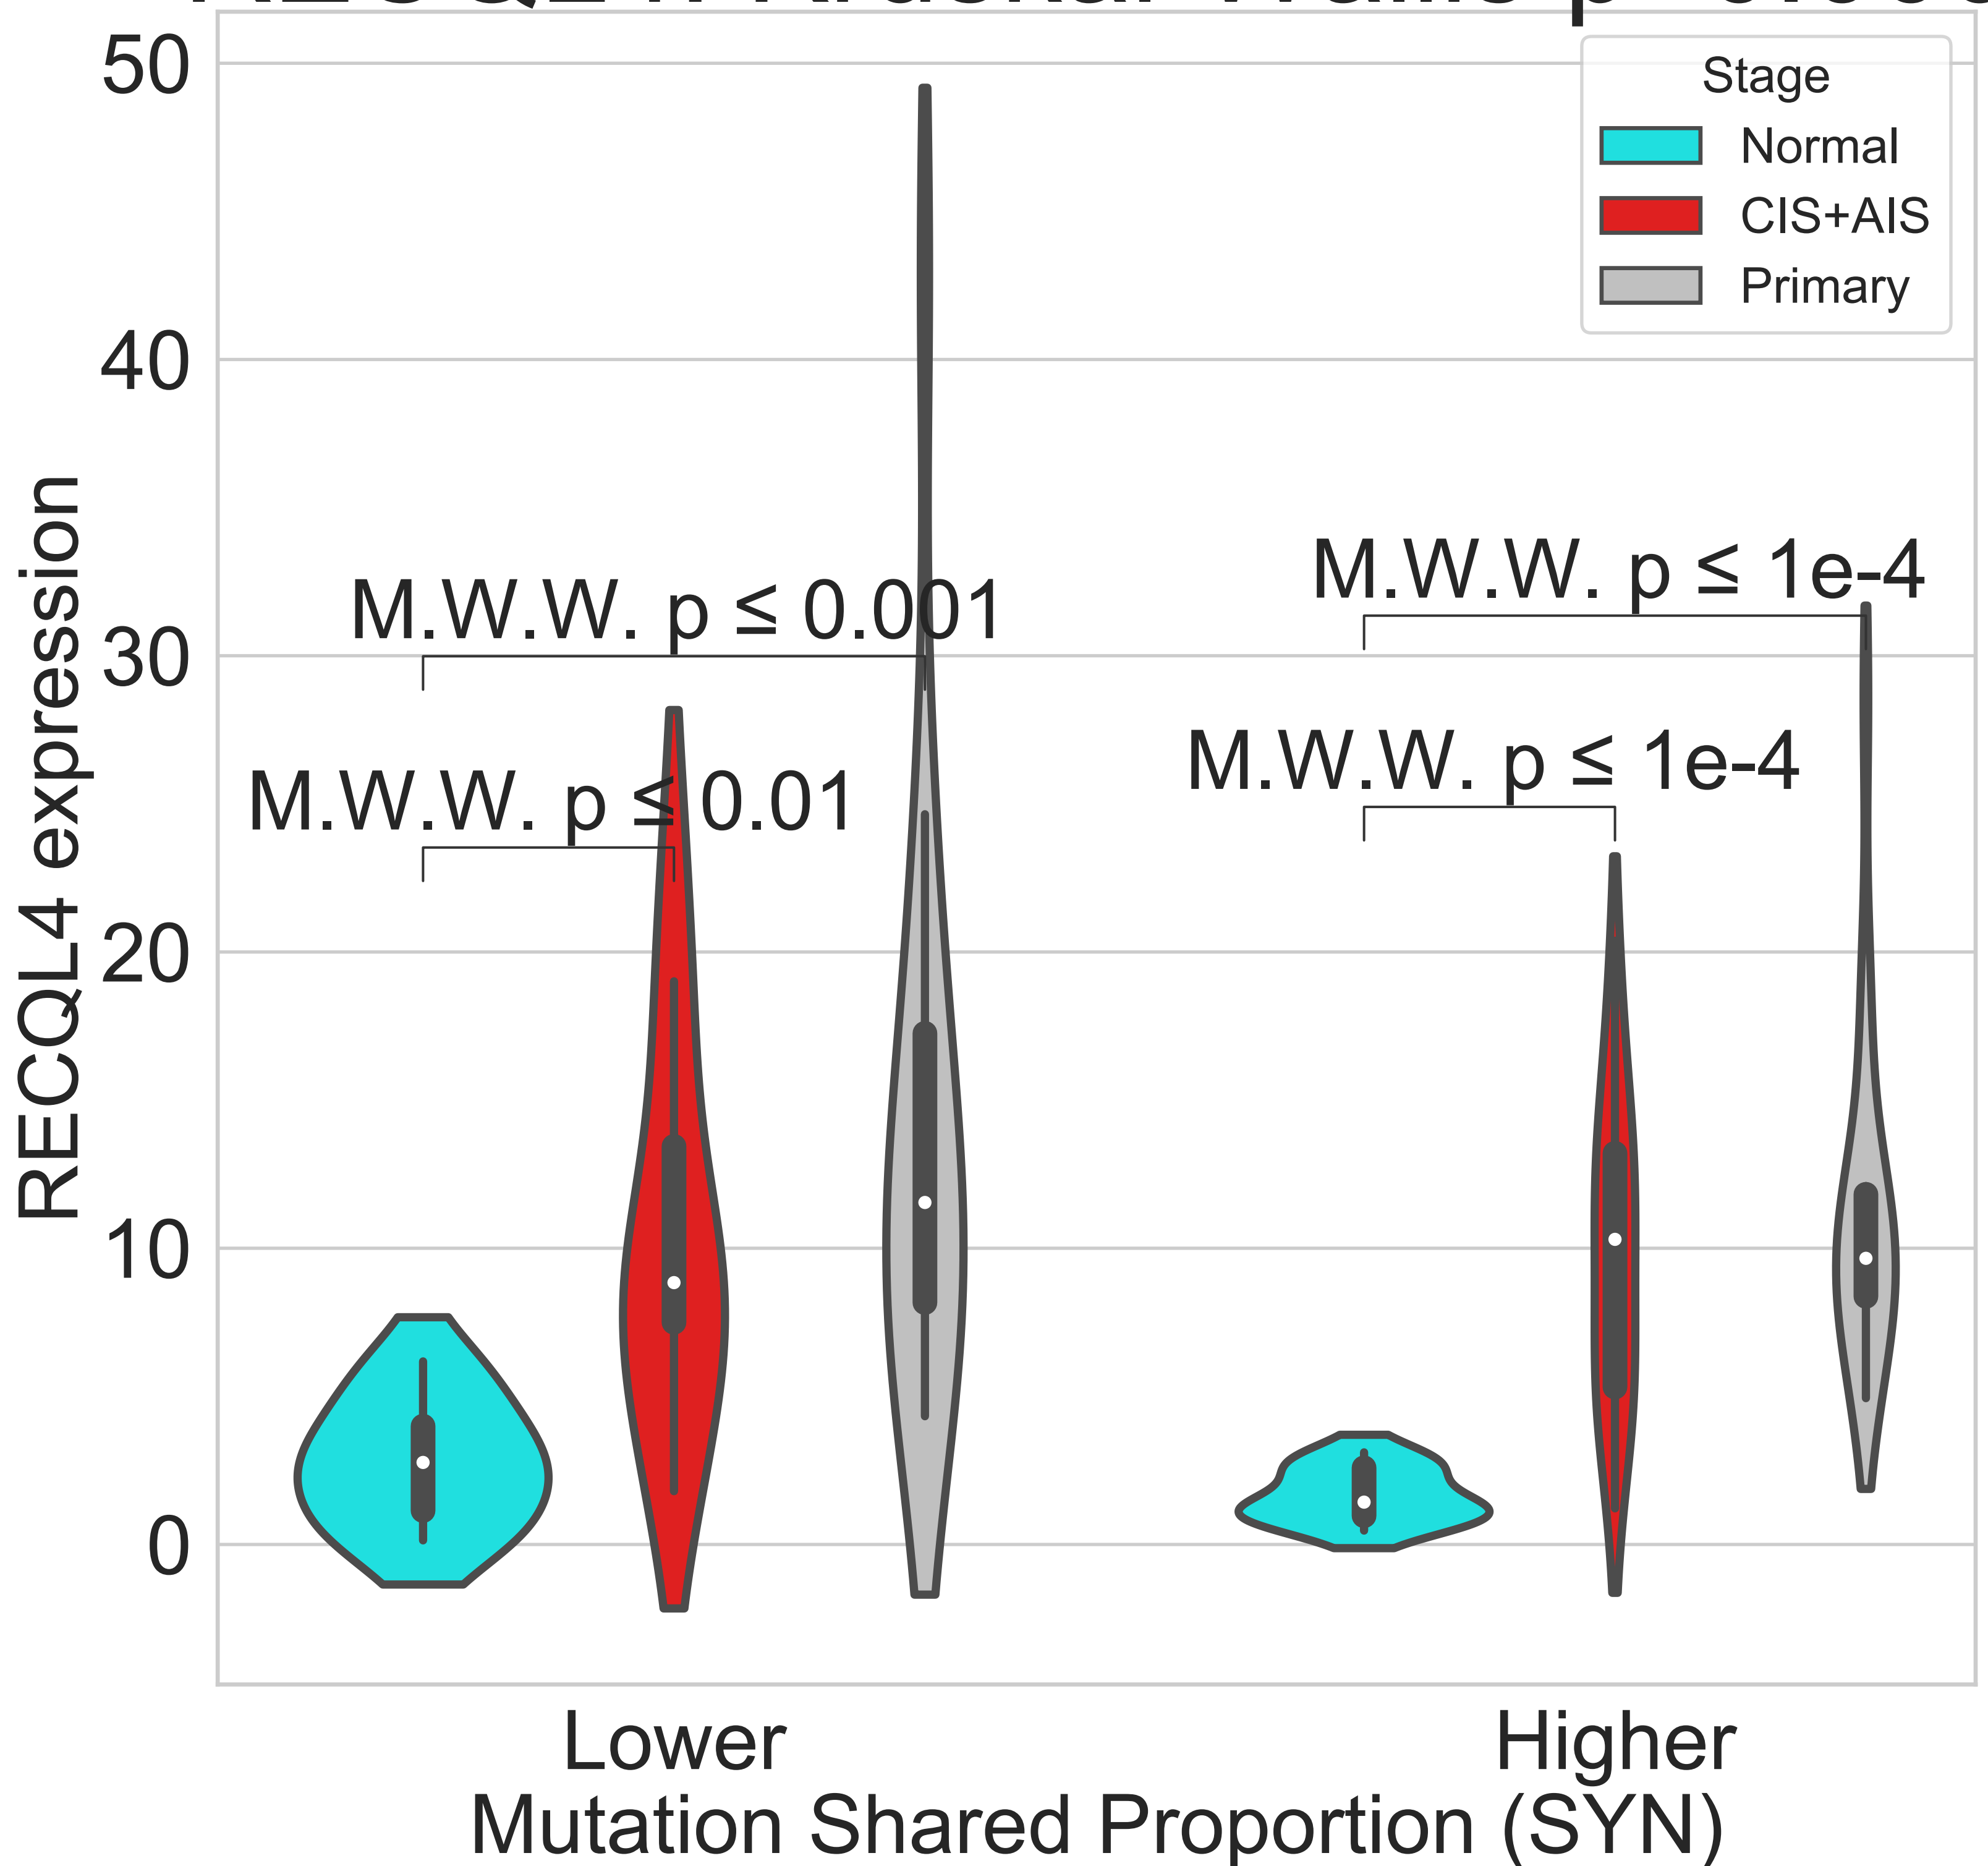 50
40
30
20
10
0
RECQL4 expression
Stage
Normal
CIS+AIS
Primary
M.W.W. p ≤ 0.001
M.W.W. p ≤ 1e-4
M.W.W. p ≤ 0.01
M.W.W. p ≤ 1e-4
Lower
Higher
Mutation Shared Proportion (SYN)